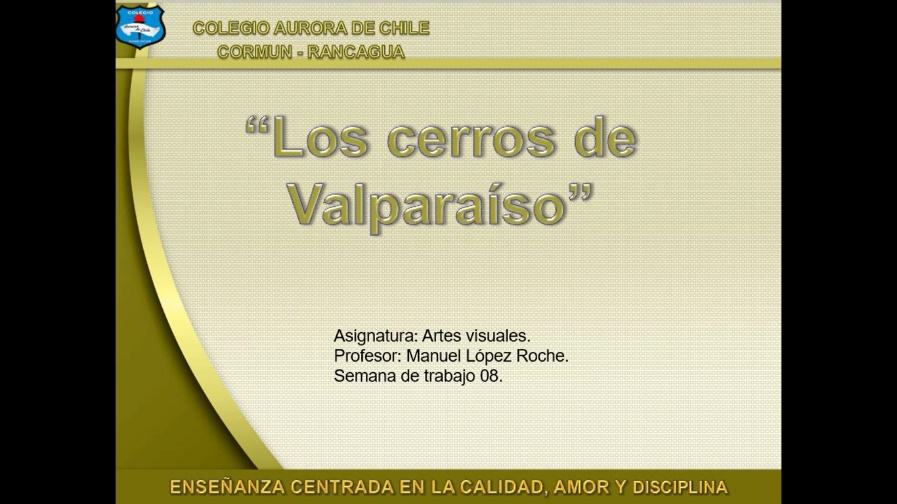 COLEGIO
COLEGIO AURORA DE CHILE
CORMUN - RANCAGUA
“Los cerros de
Valparaíso”
Asignatura: Artes visuales.
Profesor: Manuel López Roche.
Semana de trabajo 08.
ENSEÑANZA CENTRADA EN LA CALIDAD, AMOR Y DISCIPLINA